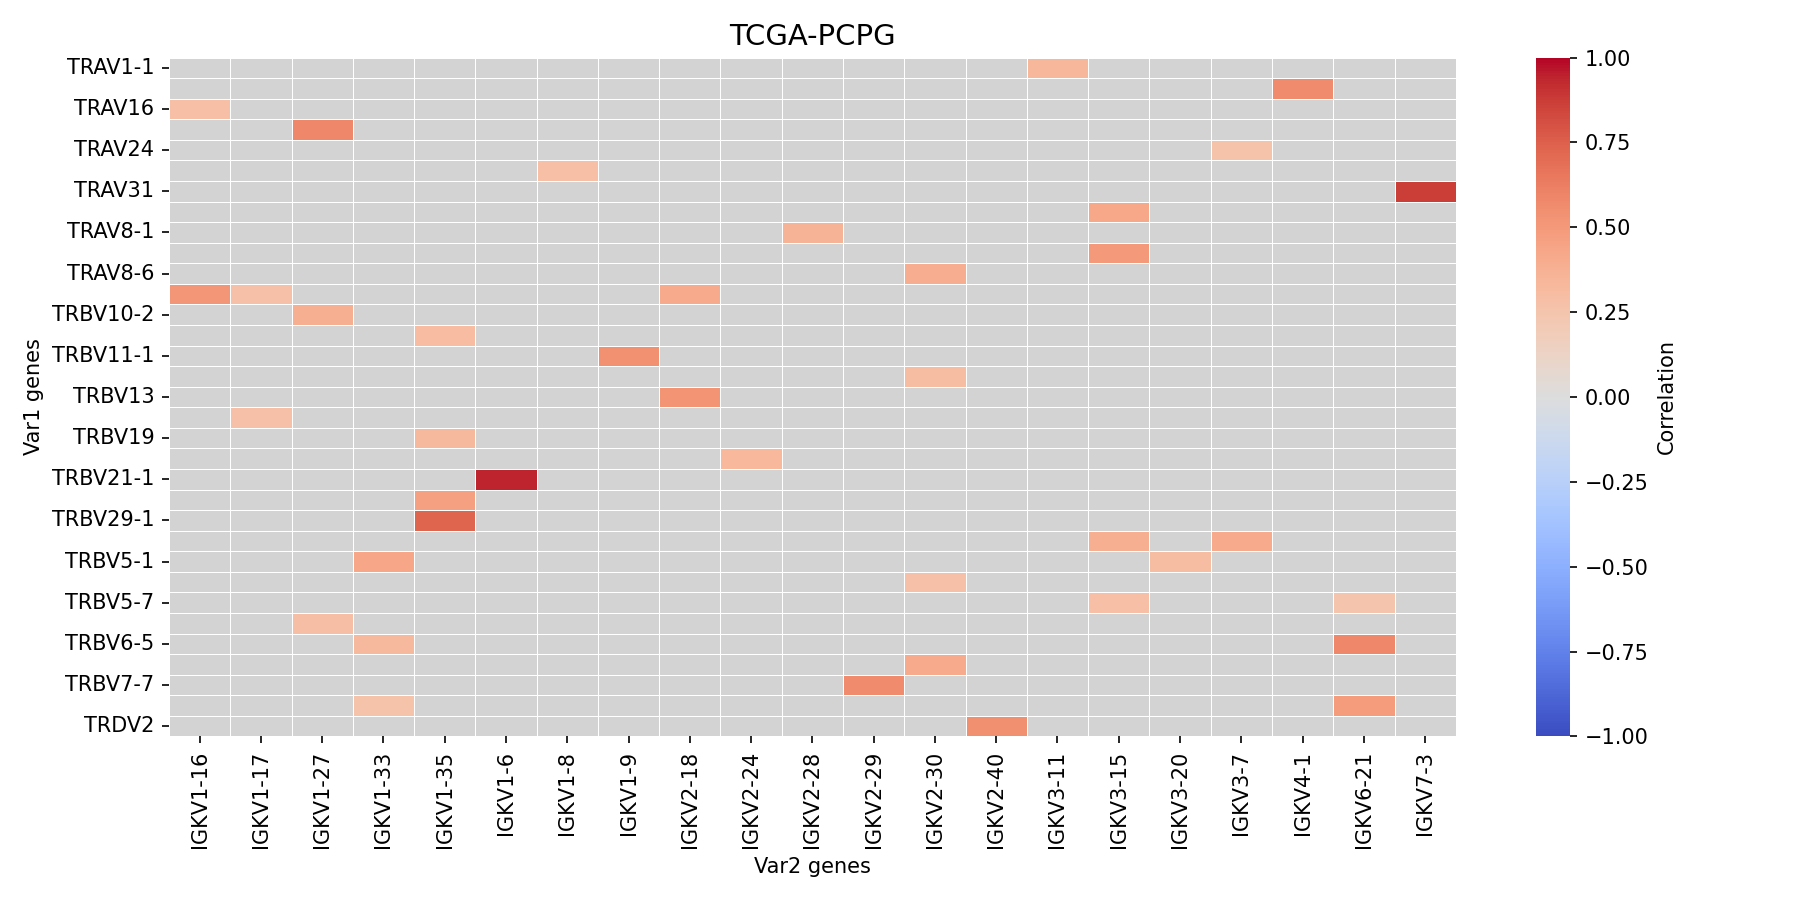 TCGA-PCPG
TRAV1-1
TRAV16
TRAV24
TRAV31
TRAV8-1
TRAV8-6
TRBV10-2
TRBV11-1
TRBV13
TRBV19
TRBV21-1
TRBV29-1
TRBV5-1
TRBV5-7
TRBV6-5
TRBV7-7
TRDV2
Var1 genes
IGKV1-16
IGKV1-17
IGKV1-27
IGKV1-33
IGKV1-35
IGKV1-6
IGKV1-8
IGKV1-9
IGKV2-18
IGKV2-24
IGKV2-28
IGKV2-29
IGKV2-30
IGKV2-40
IGKV3-11
IGKV3-15
IGKV3-20
IGKV3-7
IGKV4-1
IGKV6-21
IGKV7-3
Var2 genes
1.00
0.75
0.50
0.25
0.00
−0.25
−0.50
−0.75
−1.00
Correlation